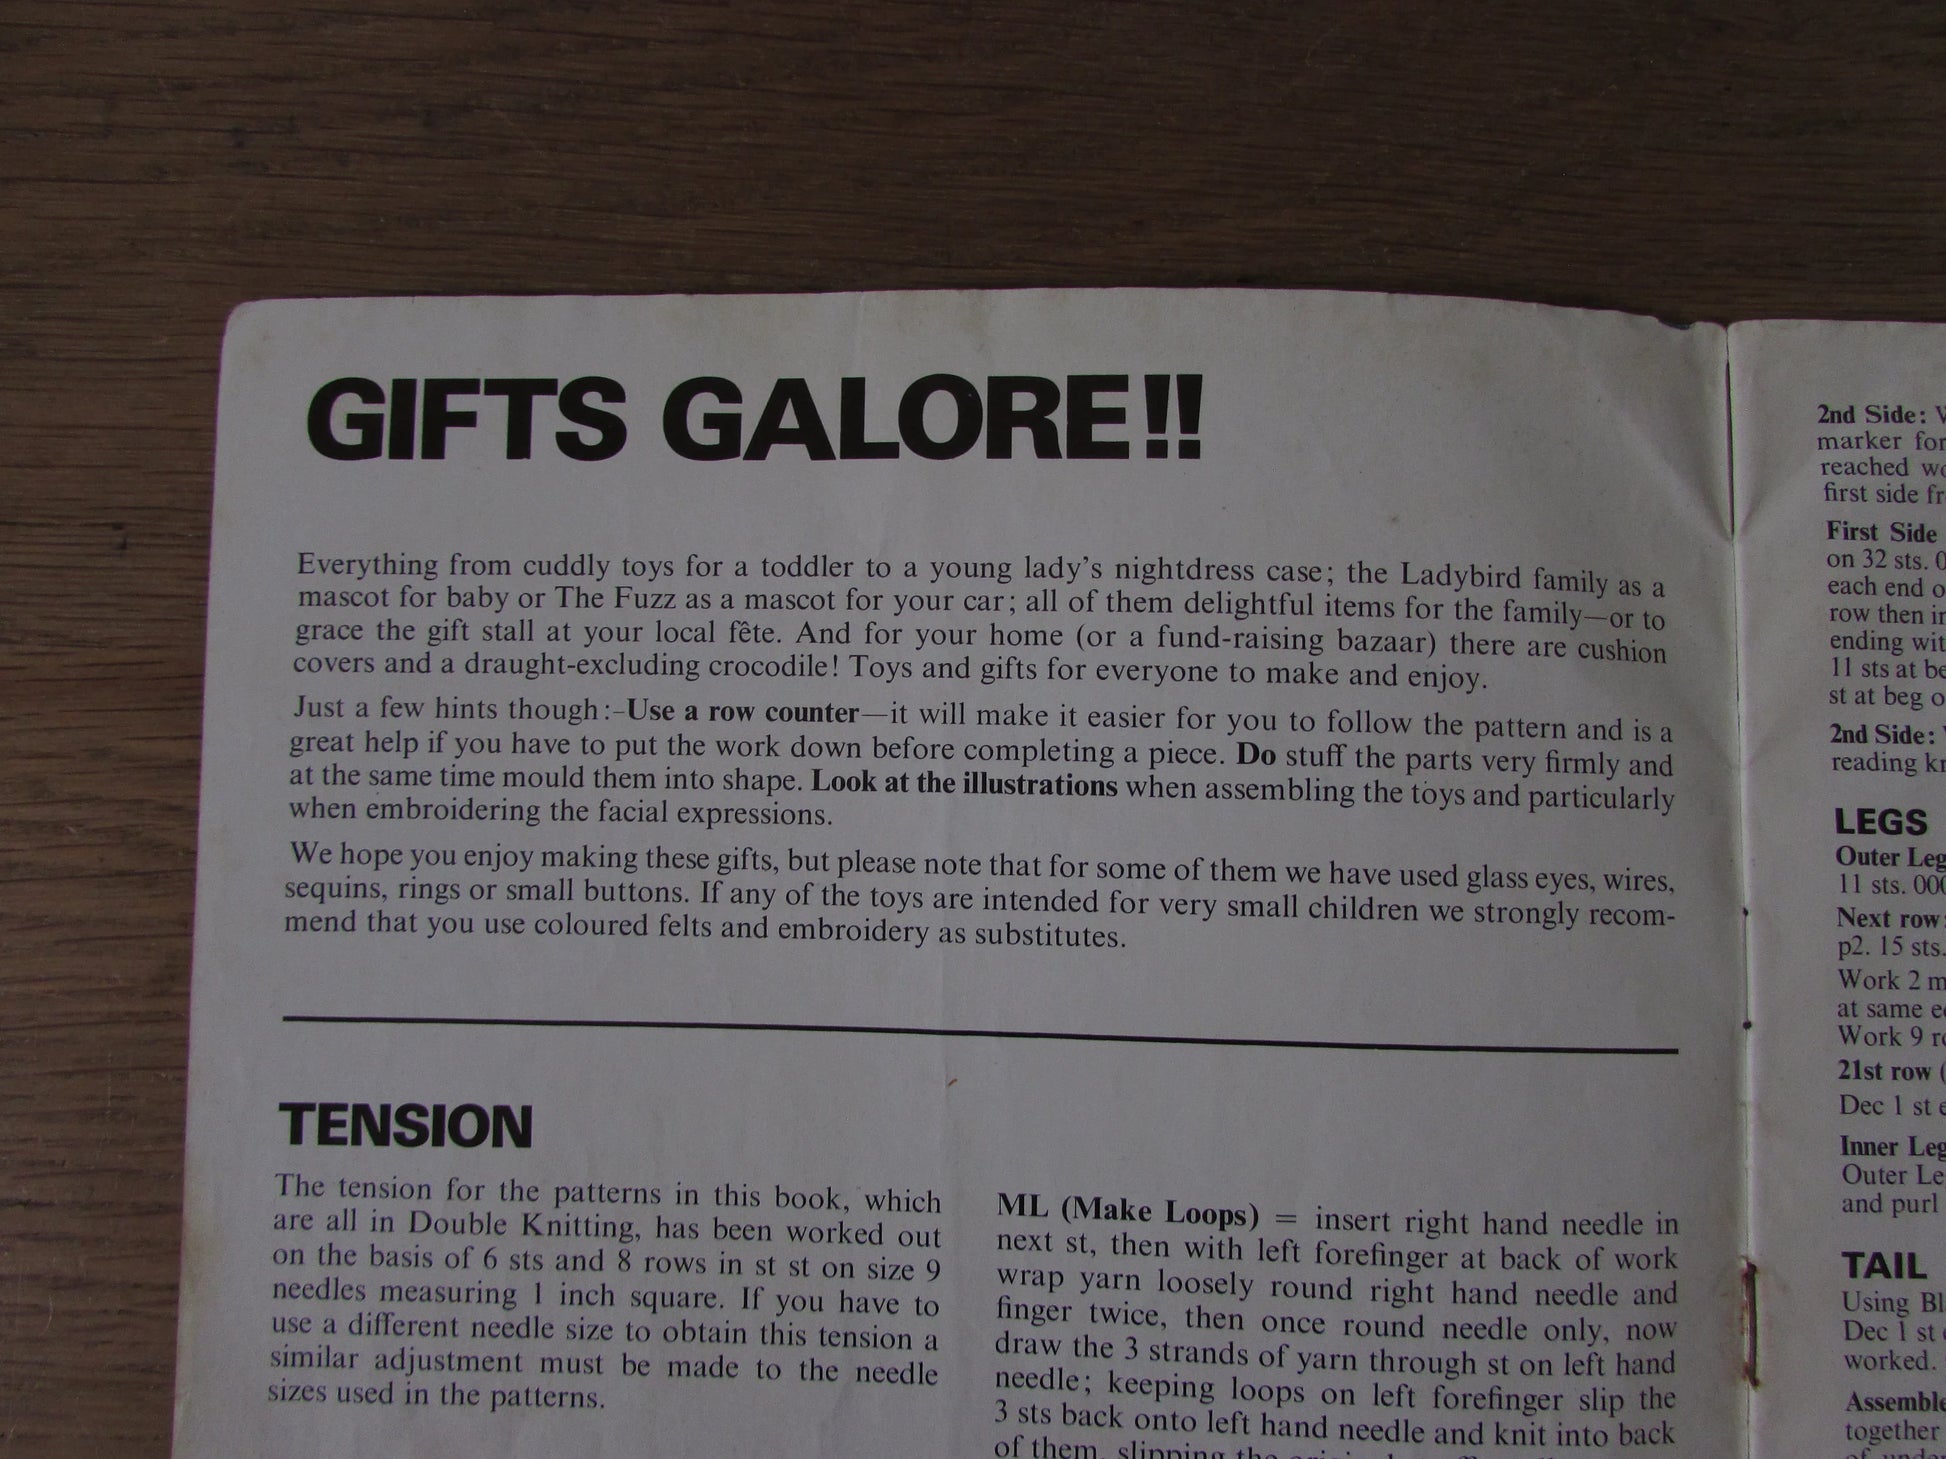 GIFTS GALORE!!
Everything from cuddly toys for a toddler to a young lady's nightdress case; the Ladybird family as a
mascot for baby or The Fuzz as a mascot for your car; all of them delightful items for the family—or to
grace the gift stall at your local fête. And for your home (or a fund-raising bazaar) there are cushion
covers and a draught-excluding crocodile! Toys and gifts for everyone to make and enjoy.
Just a few hints though:–Use a row counter—it will make it easier for you to follow the pattern and is a
great help if you have to put the work down before completing a piece. Do stuff the parts very firmly and
at the same time mould them into shape. Look at the illustrations when assembling the toys and particularly
when embroidering the facial expressions.
We hope you enjoy making these gifts, but please note that for some of them we have used glass eyes, wires,
sequins, rings or small buttons. If any of the toys are intended for very small children we strongly recom-
mend that you use coloured felts and embroidery as substitutes.
TENSION
The tension for the patterns in this book, which
are all in Double Knitting, has been worked out
on the basis of 6 sts and 8 rows in st st on size 9
needles measuring 1 inch square. If you have to
use a different needle size to obtain this tension a
similar adjustment must be made to the needle
sizes used in the patterns.
ML (Make Loops) = insert right hand needle in
next st, then with left forefinger at back of work
wrap yarn loosely round right hand needle and
finger twice, then once round needle only, now
draw the 3 strands of yarn through st on left hand
needle; keeping loops on left forefinger slip the
3 sts back onto left hand needle and knit into back
of them, slipping the
2nd Side:
marker for
reached
first side
First Side
on 32 sts.
each end
row then
ending
11 sts at
st at beg
2nd Side:
reading
LEGS
Outer Leg
11 sts.
Next row
p2. 15 sts.
Work 2
at same
Work 9
21st row
Dec 1 st
Inner Leg
Outer
and purl
TAIL
Using
Dec 1 st
worked.
Assemble
together
of